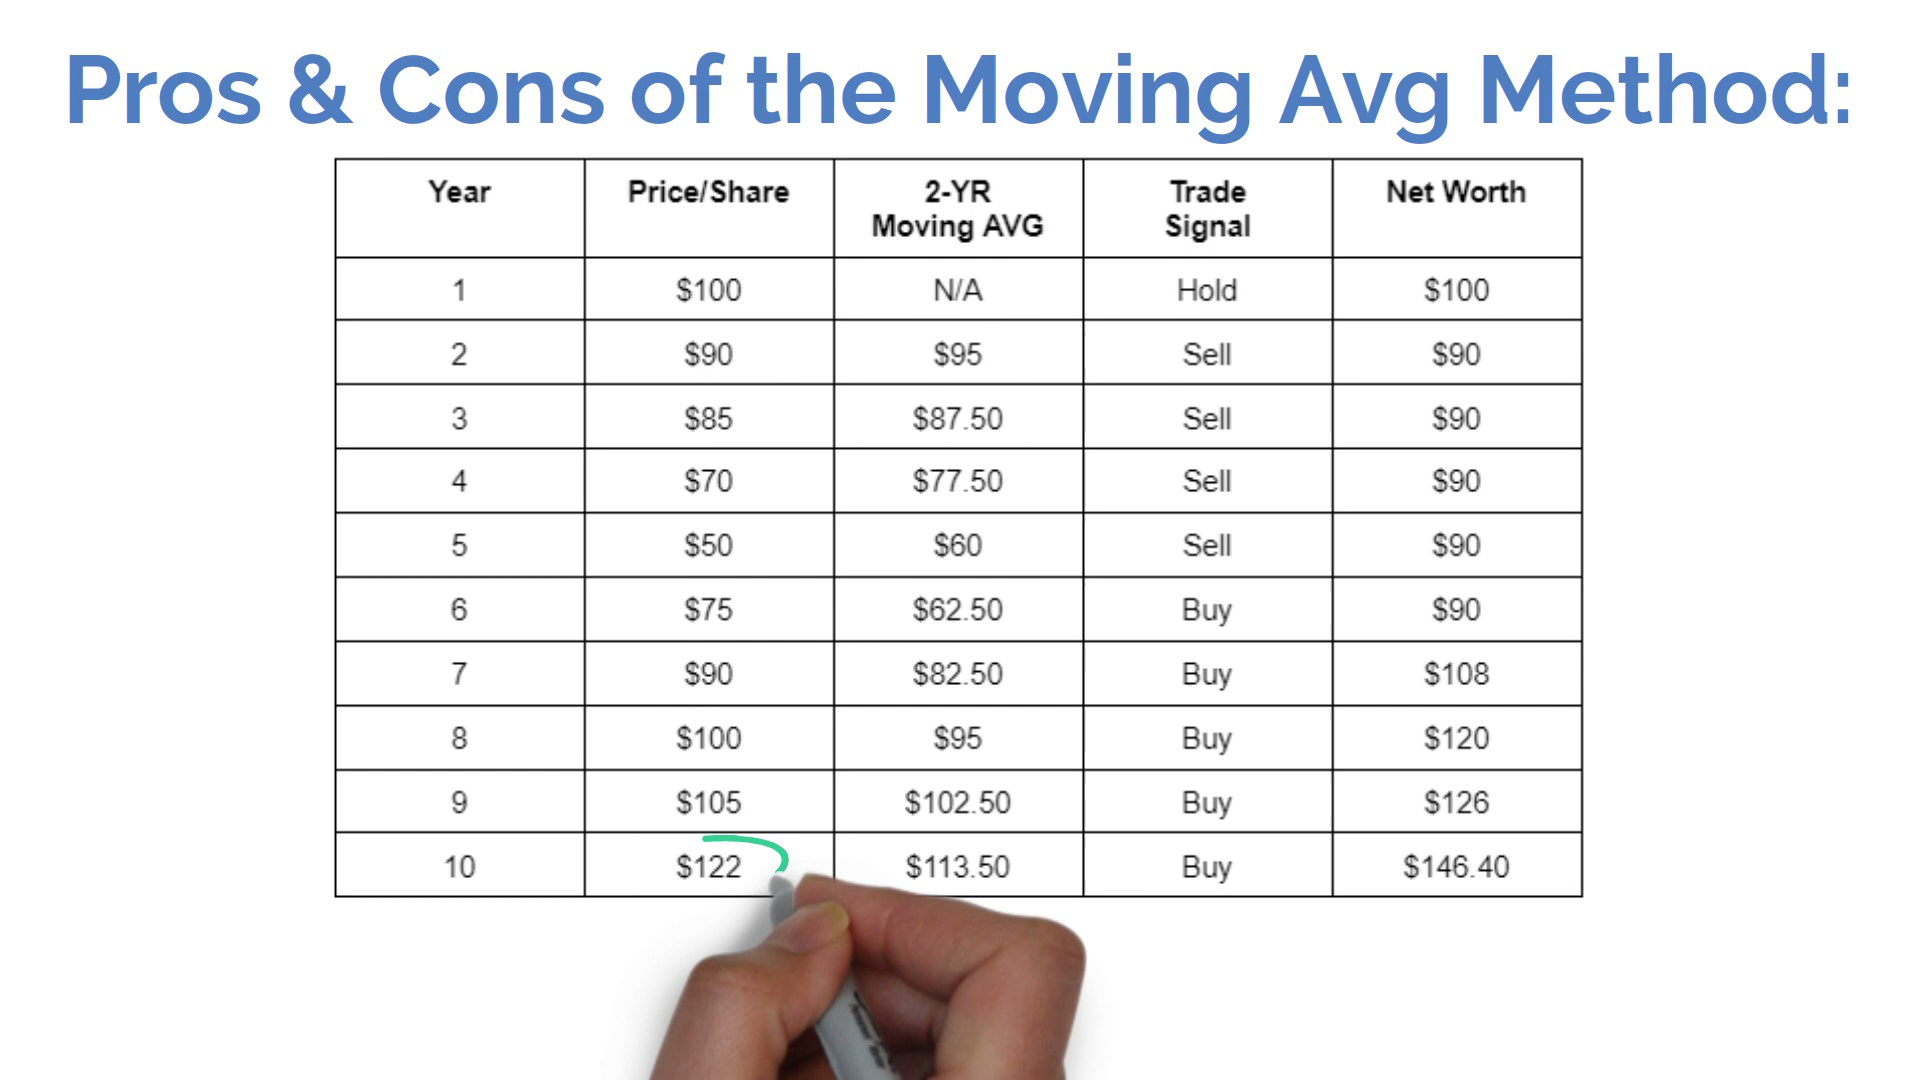 Pros & Cons of the Moving Avg Method:
Year Price/Share 2-YR Moving AVG Trade Signal Net Worth
1 $100 N/A Hold $100
2 $90 $95 Sell $90
3 $85 $87.50 Sell $90
4 $70 $77.50 Sell $90
5 $50 $60 Sell $90
6 $75 $62.50 Buy $90
7 $90 $82.50 Buy $108
8 $100 $95 Buy $120
9 $105 $102.50 Buy $126
10 $122 $113.50 Buy $146.40